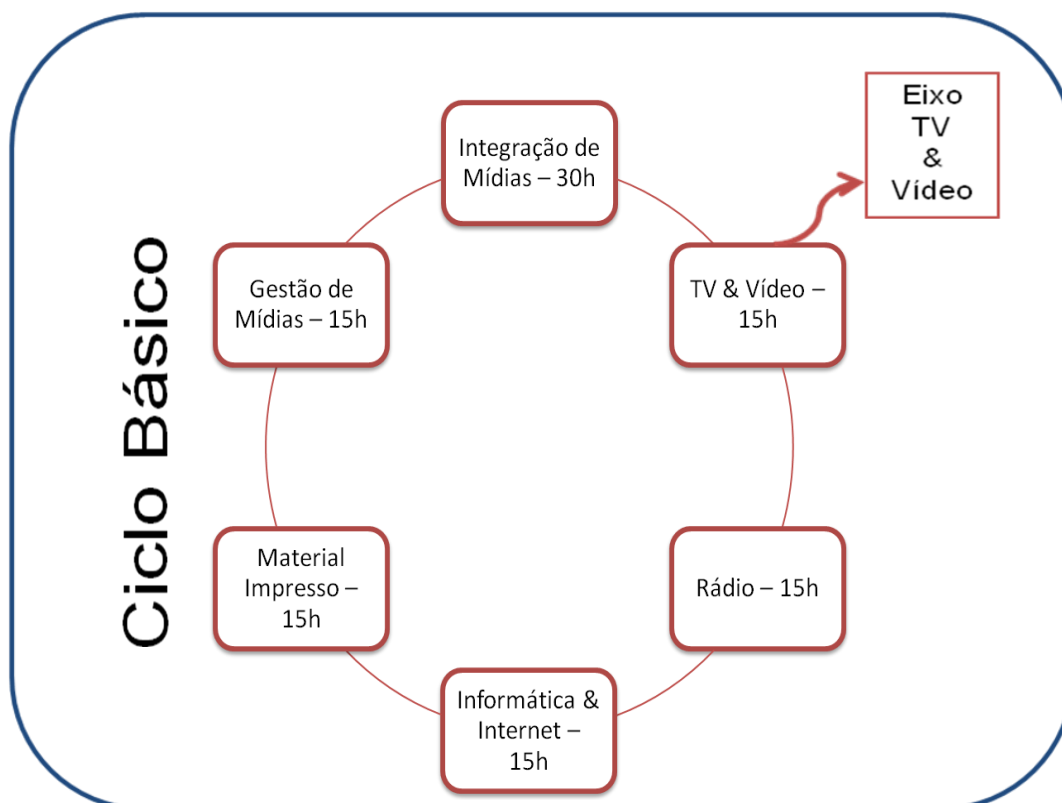 Ciclo Básico
Integração de
Mídias – 30h
Eixo
TV
&
Vídeo
TV & Vídeo –
15h
Rádio – 15h
Informática &
Internet –
15h
Material
Impresso –
15h
Gestão de
Mídias – 15h